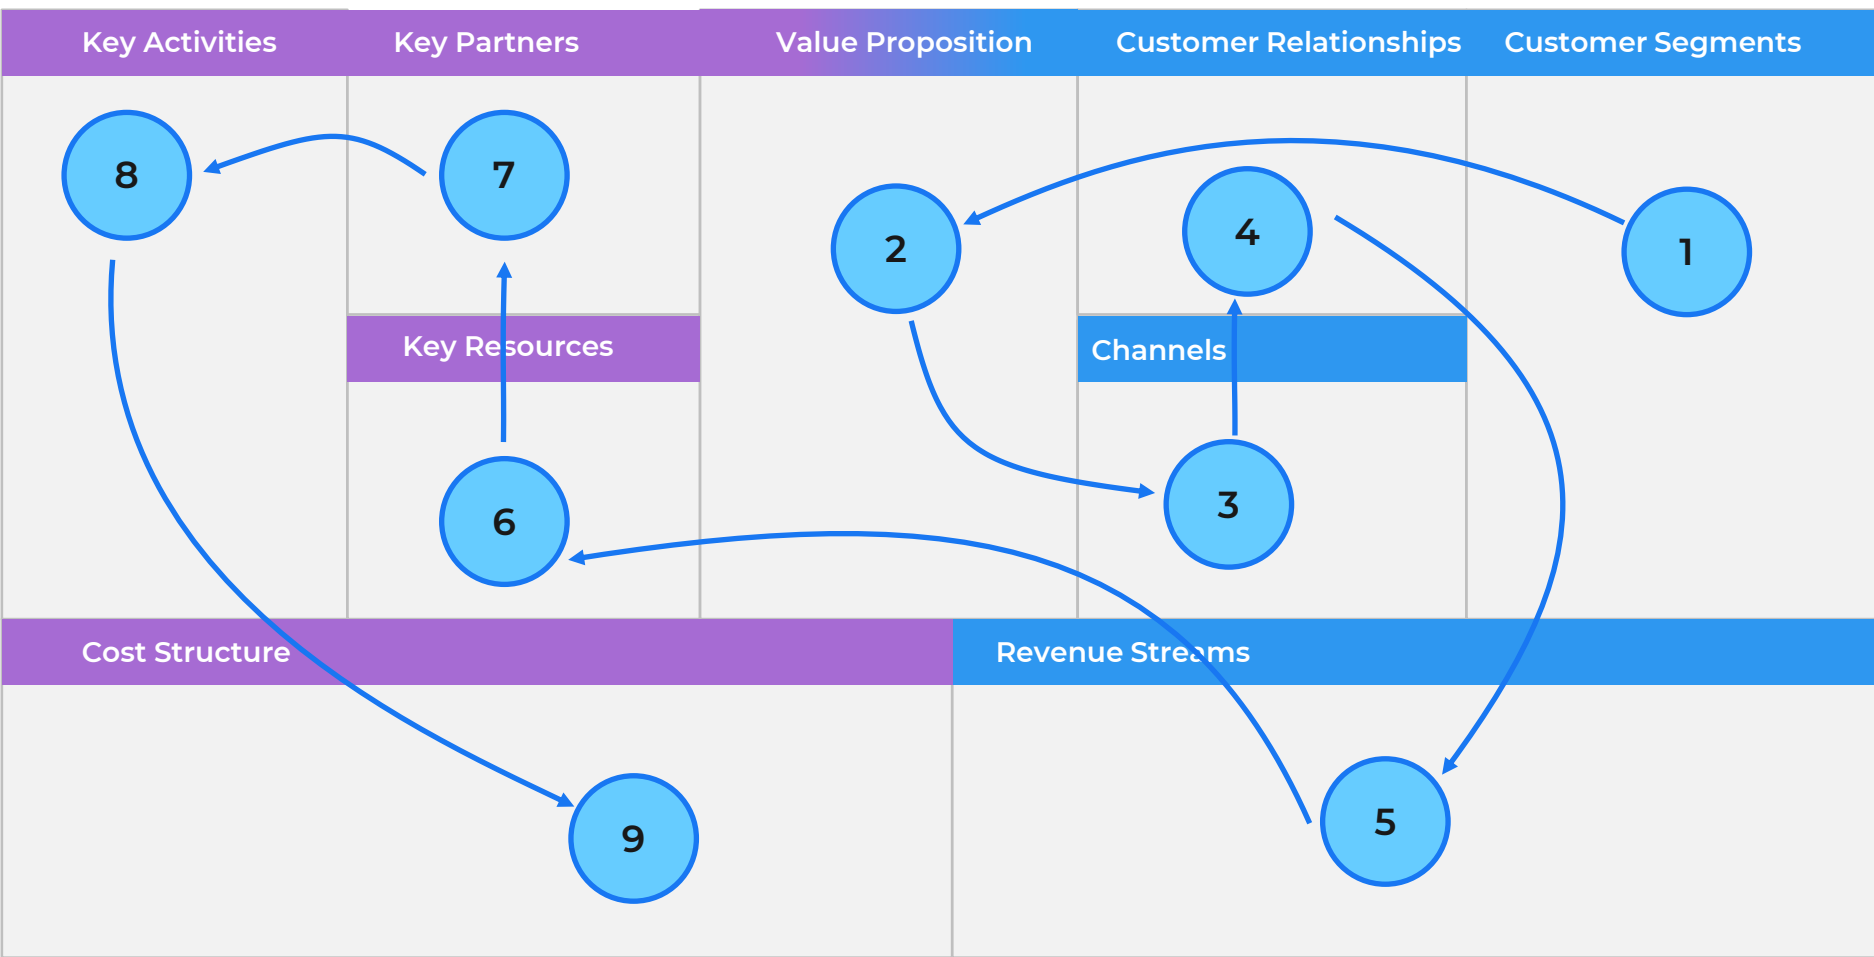 Key Activities
Key Partners
Value Proposition
Customer Relationships
Customer Segments
8
7
2
4
1
Key Resources
Channels
6
3
Cost Structure
Revenue Streams
9
5